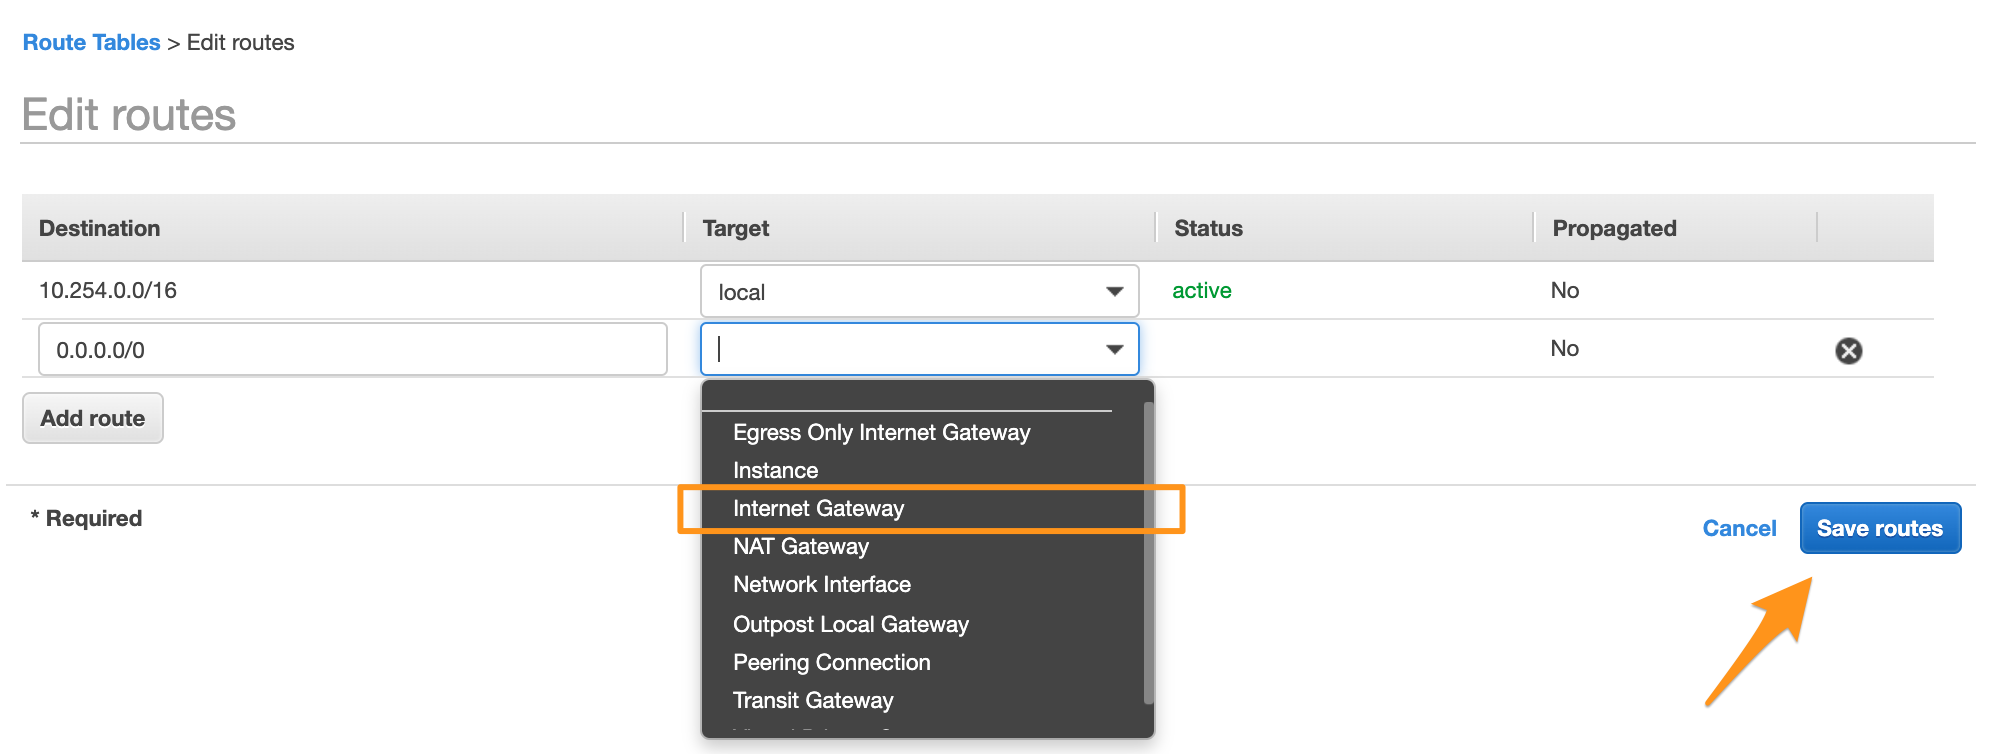 Route Tables > Edit routes
Edit routes
Destination Target Status Propagated
10.254.0.0/16 local active No
0.0.0.0/0 No
Add route
Egress Only Internet Gateway
Instance
Internet Gateway
NAT Gateway
Network Interface
Outpost Local Gateway
Peering Connection
Transit Gateway
* Required
Cancel Save routes